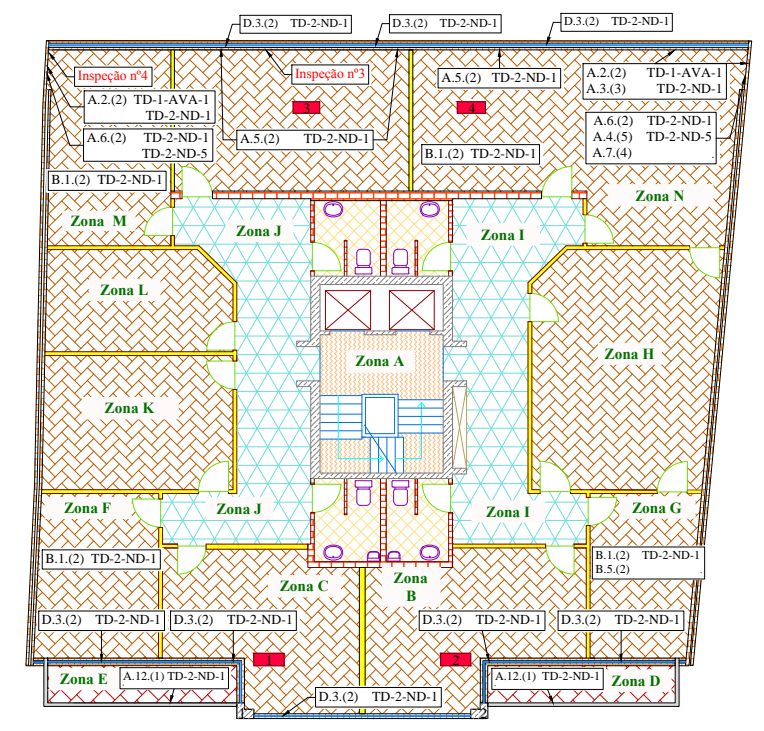 D.3.(2) TD-2-ND-1
D.3.(2) TD-2-ND-1
D.3.(2) TD-2-ND-1
Inspeção nº4
Inspeção nº3
A.5.(2) TD-2-ND-1
A.2.(2) TD-1-AVA-1
A.3.(3) TD-2-ND-1
A.2.(2) TD-1-AVA-1
TD-2-ND-1
3
4
A.6.(2) TD-2-ND-1
TD-2-ND-5
A.5.(2) TD-2-ND-1
A.6.(2) TD-2-ND-1
A.4.(5) TD-2-ND-5
A.7.(4)
B.1.(2) TD-2-ND-1
B.1.(2) TD-2-ND-1
Zona M
Zona J
Zona I
Zona N
Zona L
Zona A
Zona H
Zona K
Zona F
Zona J
Zona I
Zona G
B.1.(2) TD-2-ND-1
B.1.(2) TD-2-ND-1
B.5.(2)
Zona C
Zona
B
D.3.(2) TD-2-ND-1
D.3.(2) TD-2-ND-1
D.3.(2) TD-2-ND-1
D.3.(2) TD-2-ND-1
1
2
Zona E
A.12.(1) TD-2-ND-1
A.12.(1) TD-2-ND-1
Zona D
D.3.(2) TD-2-ND-1